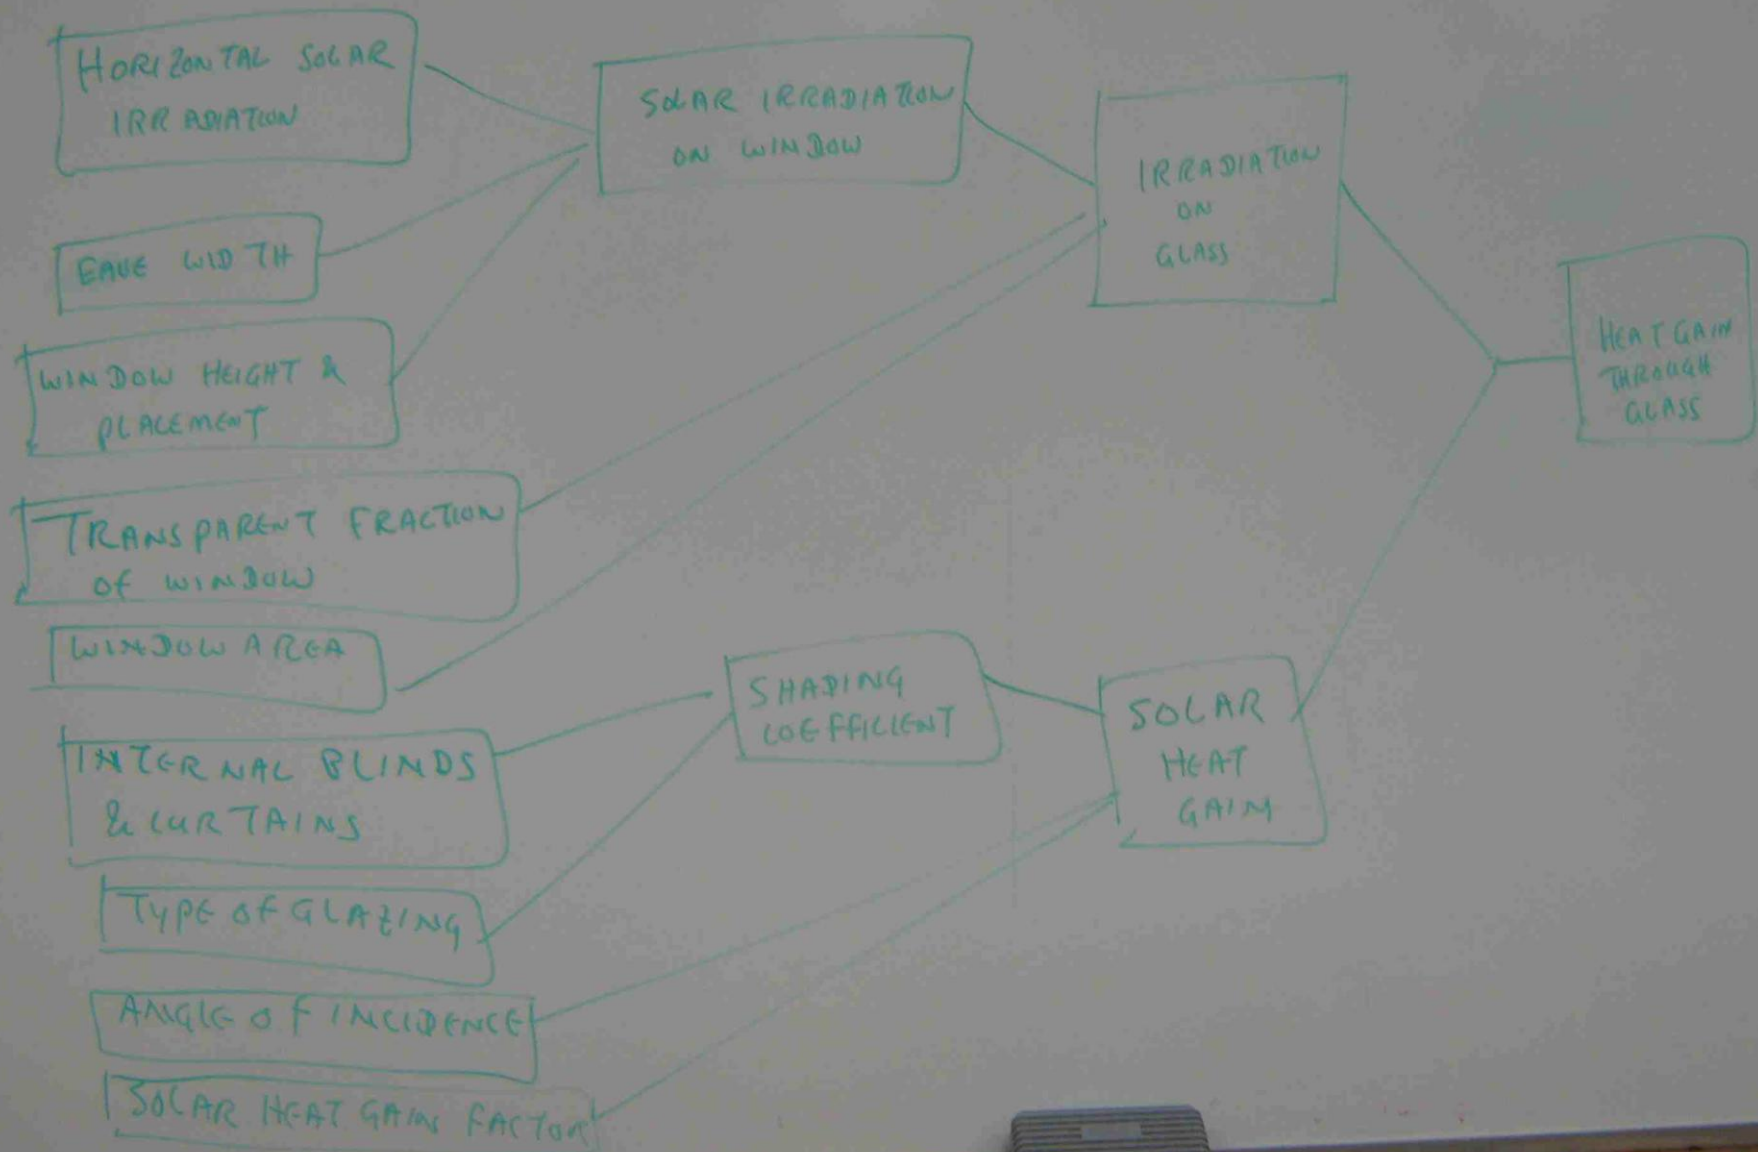 HORIZONTAL SOLAR
IRRADIATION
EAVE WIDTH
WINDOW HEIGHT &
PLACEMENT
TRANSPARENT FRACTION
OF WINDOW
WINDOW AREA
INTERNAL BLINDS
& CURTAINS
TYPE OF GLAZING
ANGLE OF INCIDENCE
SOLAR HEAT GAIN FACTOR
SOLAR IRRADIATION
ON WINDOW
SHADING
COEFFICIENT
IRRADIATION
ON
GLASS
SOLAR
HEAT
GAIN
HEAT GAIN
THROUGH
GLASS